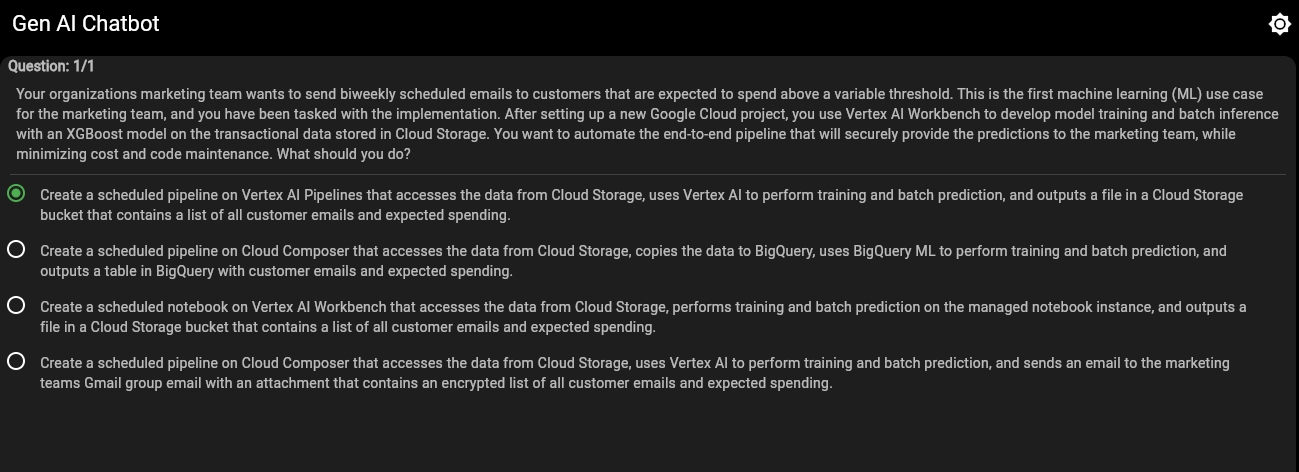 Gen AI Chatbot
Question: 1/1
Your organizations marketing team wants to send biweekly scheduled emails to customers that are expected to spend above a variable threshold. This is the first machine learning (ML) use case
for the marketing team, and you have been tasked with the implementation. After setting up a new Google Cloud project, you use Vertex AI Workbench to develop model training and batch inference
with an XGBoost model on the transactional data stored in Cloud Storage. You want to automate the end-to-end pipeline that will securely provide the predictions to the marketing team, while
minimizing cost and code maintenance. What should you do?
Create a scheduled pipeline on Vertex AI Pipelines that accesses the data from Cloud Storage, uses Vertex AI to perform training and batch prediction, and outputs a file in a Cloud Storage
bucket that contains a list of all customer emails and expected spending.
Create a scheduled pipeline on Cloud Composer that accesses the data from Cloud Storage, copies the data to BigQuery, uses BigQuery ML to perform training and batch prediction, and
outputs a table in BigQuery with customer emails and expected spending.
Create a scheduled notebook on Vertex AI Workbench that accesses the data from Cloud Storage, performs training and batch prediction on the managed notebook instance, and outputs a
file in a Cloud Storage bucket that contains a list of all customer emails and expected spending.
Create a scheduled pipeline on Cloud Composer that accesses the data from Cloud Storage, uses Vertex AI to perform training and batch prediction, and sends an email to the marketing
teams Gmail group email with an attachment that contains an encrypted list of all customer emails and expected spending.